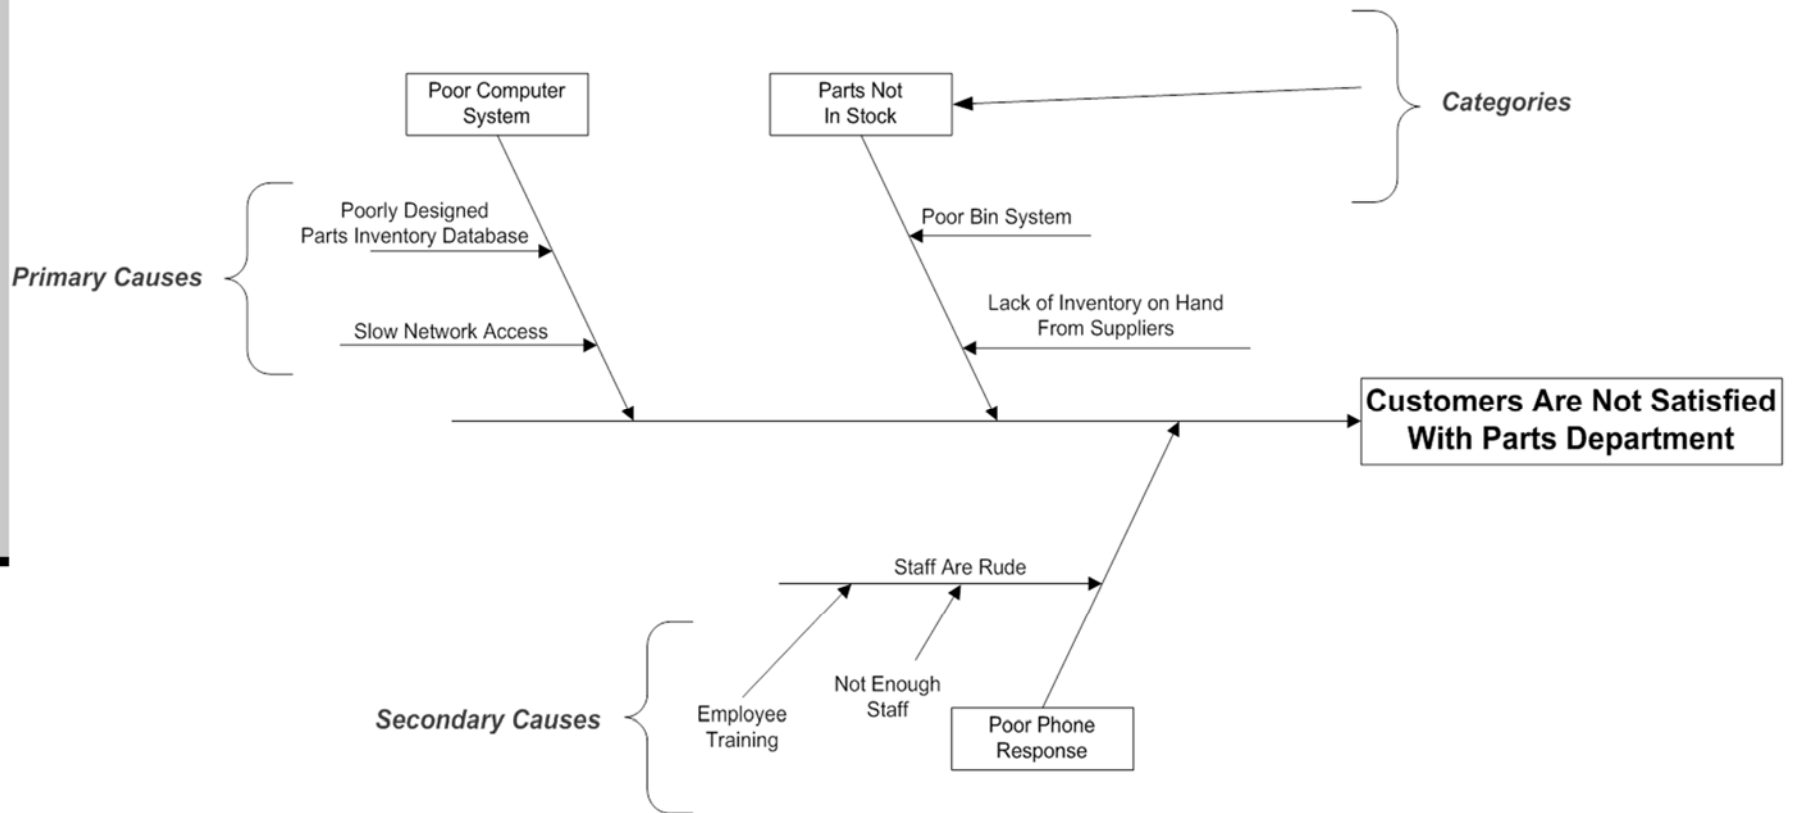 Poor Computer
System
Parts Not
In Stock
Categories
Poorly Designed
Parts Inventory Database
Poor Bin System
Primary Causes
Slow Network Access
Lack of Inventory on Hand
From Suppliers
Customers Are Not Satisfied
With Parts Department
Staff Are Rude
Secondary Causes
Employee
Training
Not Enough
Staff
Poor Phone
Response